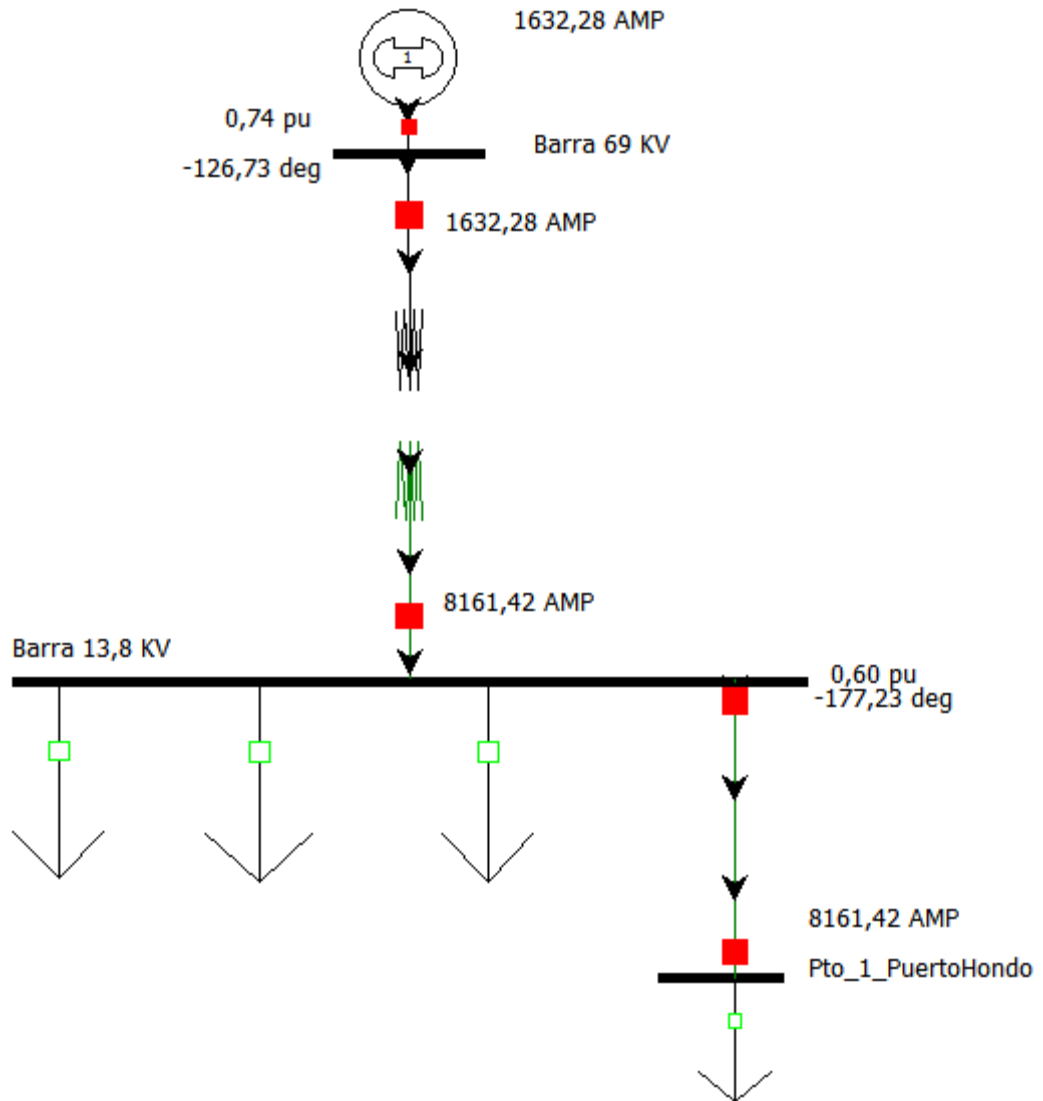 1632,28 AMP
1
0,74 pu
Barra 69 KV
-126,73 deg
1632,28 AMP
8161,42 AMP
Barra 13,8 KV
0,60 pu
-177,23 deg
8161,42 AMP
Pto_1_PuertoHondo